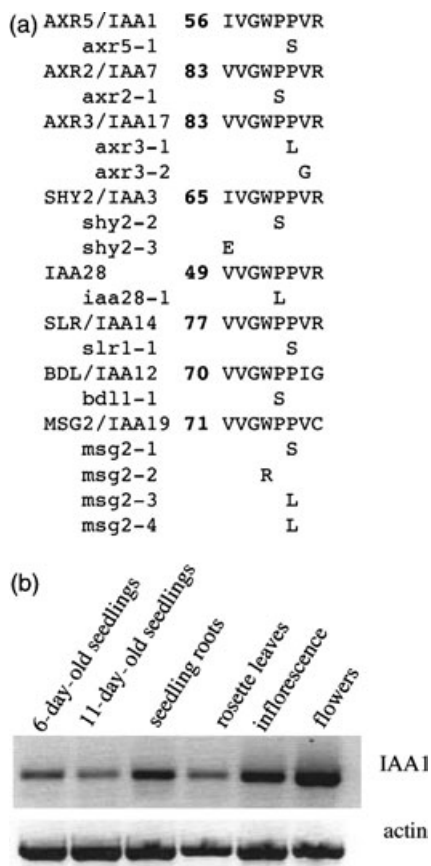 (a)
AXR5/IAA1 56 IVGWPPVR
axr5-1 S
AXR2/IAA7 83 VVGWPPVR
axr2-1 S
AXR3/IAA17 83 VVGWPPVR
axr3-1 L
axr3-2 G
SHY2/IAA3 65 IVGWPPVR
shy2-2 S
shy2-3 E
IAA28 49 VVGWPPVR
iaa28-1 L
SLR/IAA14 77 VVGWPPVR
slr1-1 S
BDL/IAA12 70 VVGWPPIG
bdl1-1 S
MSG2/IAA19 71 VVGWPPVC
msg2-1 S
msg2-2 R
msg2-3 L
msg2-4 L
(b)
6-day-old seedlings
11-day-old seedlings
seedling roots
rosette leaves
inflorescence
flowers
IAA1
actin